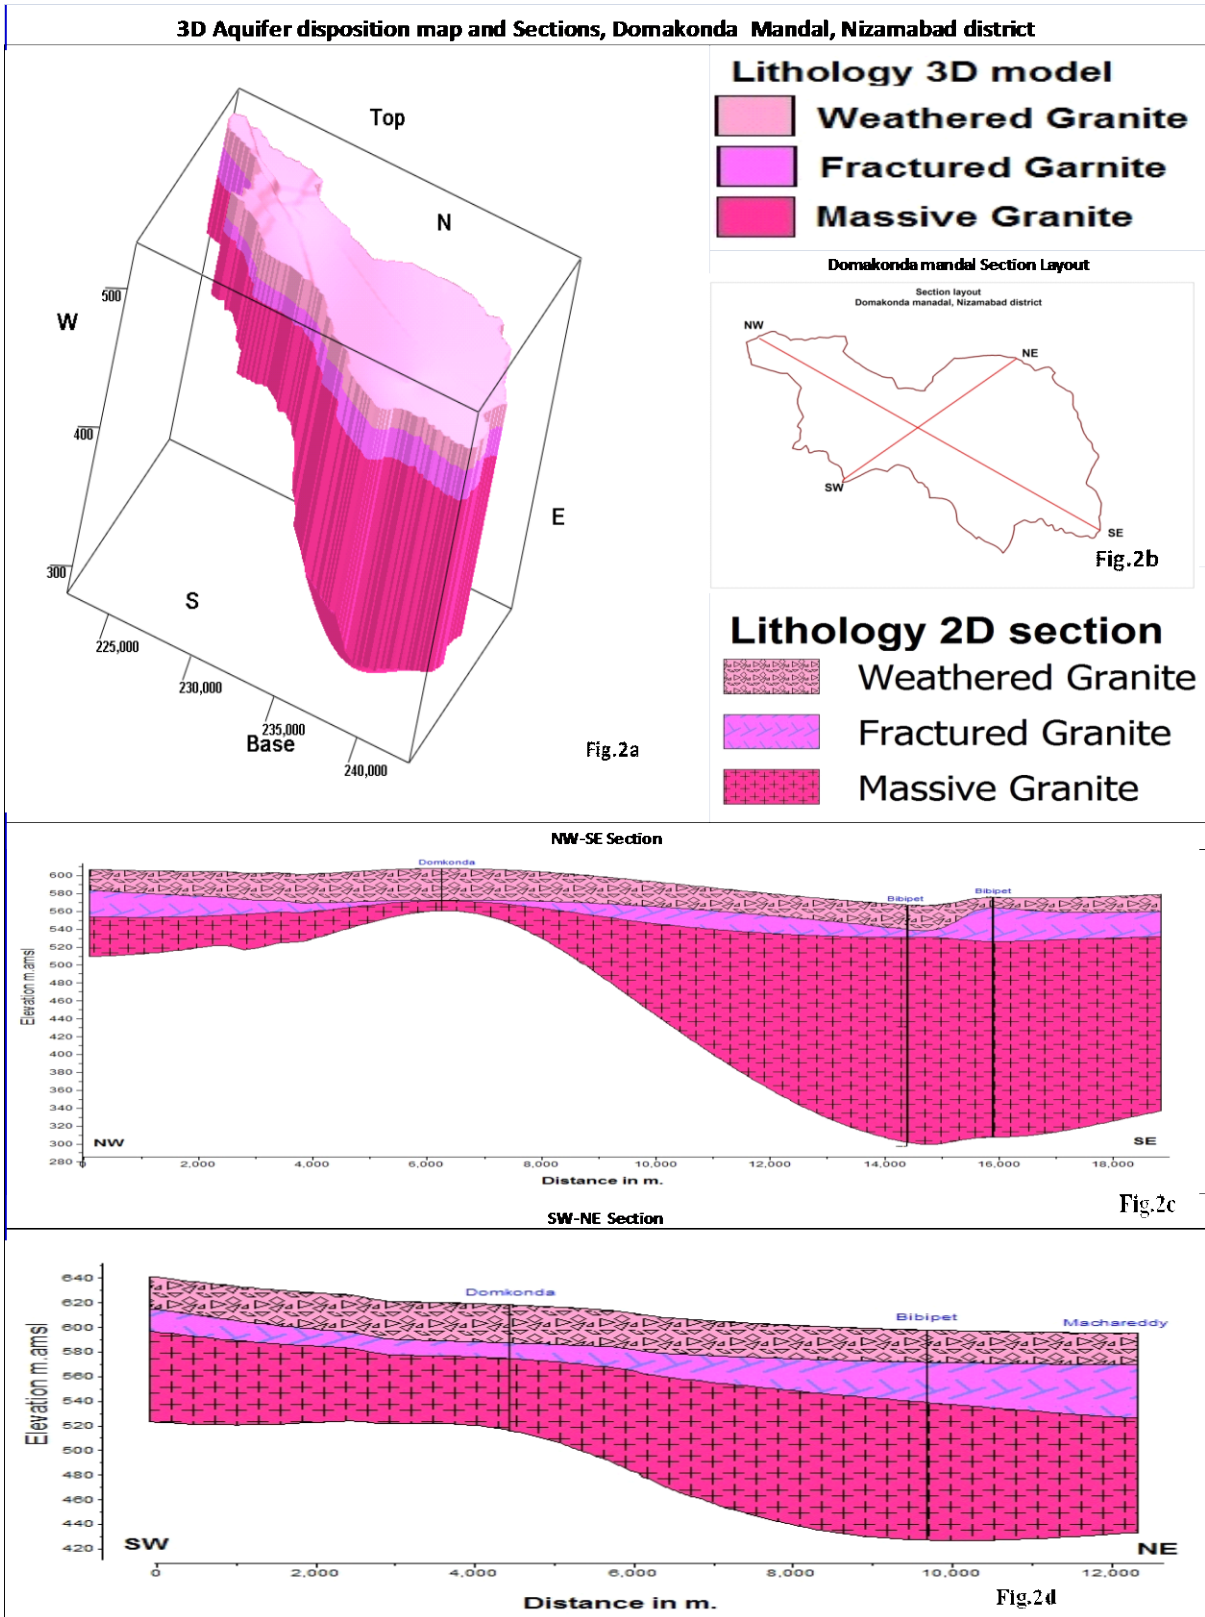 3D Aquifer disposition map and Sections, Domakonda Mandal, Nizamabad district
Top
N
W
E
S
500
400
300
225,000
230,000
235,000
240,000
Base
Fig.2a
Lithology 3D model
Weathered Granite
Fractured Garnite
Massive Granite
Domakonda mandal Section Layout
Section layout
Domakonda manadal, Nizamabad district
NW
NE
SW
SE
Fig.2b
Lithology 2D section
Weathered Granite
Fractured Granite
Massive Granite
NW-SE Section
Domkonda
Bibipet
Bibipet
Elevation m.amsl
600
580
560
540
520
500
480
460
440
420
400
380
360
340
320
300
280
NW
SE
0
2,000
4,000
6,000
8,000
10,000
12,000
14,000
16,000
18,000
Distance in m.
Fig.2c
SW-NE Section
Domkonda
Bibipet
Machareddy
Elevation m.amsl
640
620
600
580
560
540
520
500
480
460
440
420
SW
NE
0
2,000
4,000
6,000
8,000
10,000
12,000
Distance in m.
Fig.2d